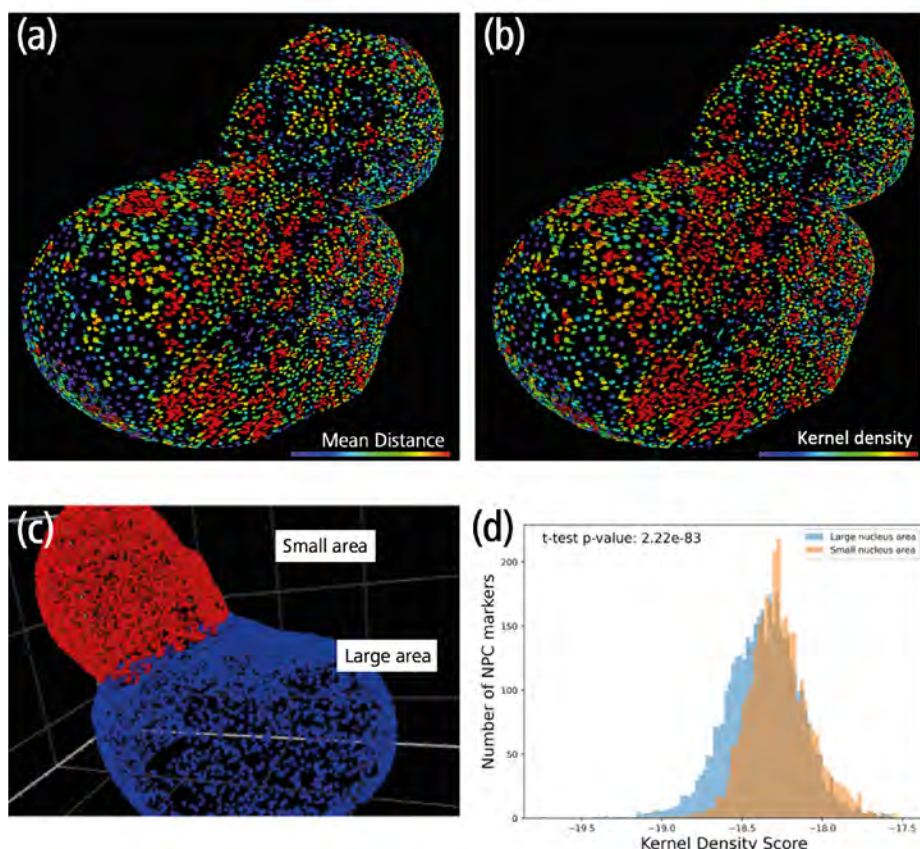 (a)
Mean Distance
(b)
Kernel density
(c)
Small area
Large area
(d)
t-test p-value: 2.22e-83
Large nucleus area
Small nucleus area
Number of NPC markers
200
150
100
50
0
−19.5
−19.0
−18.5
−18.0
−17.5
Kernel Density Score